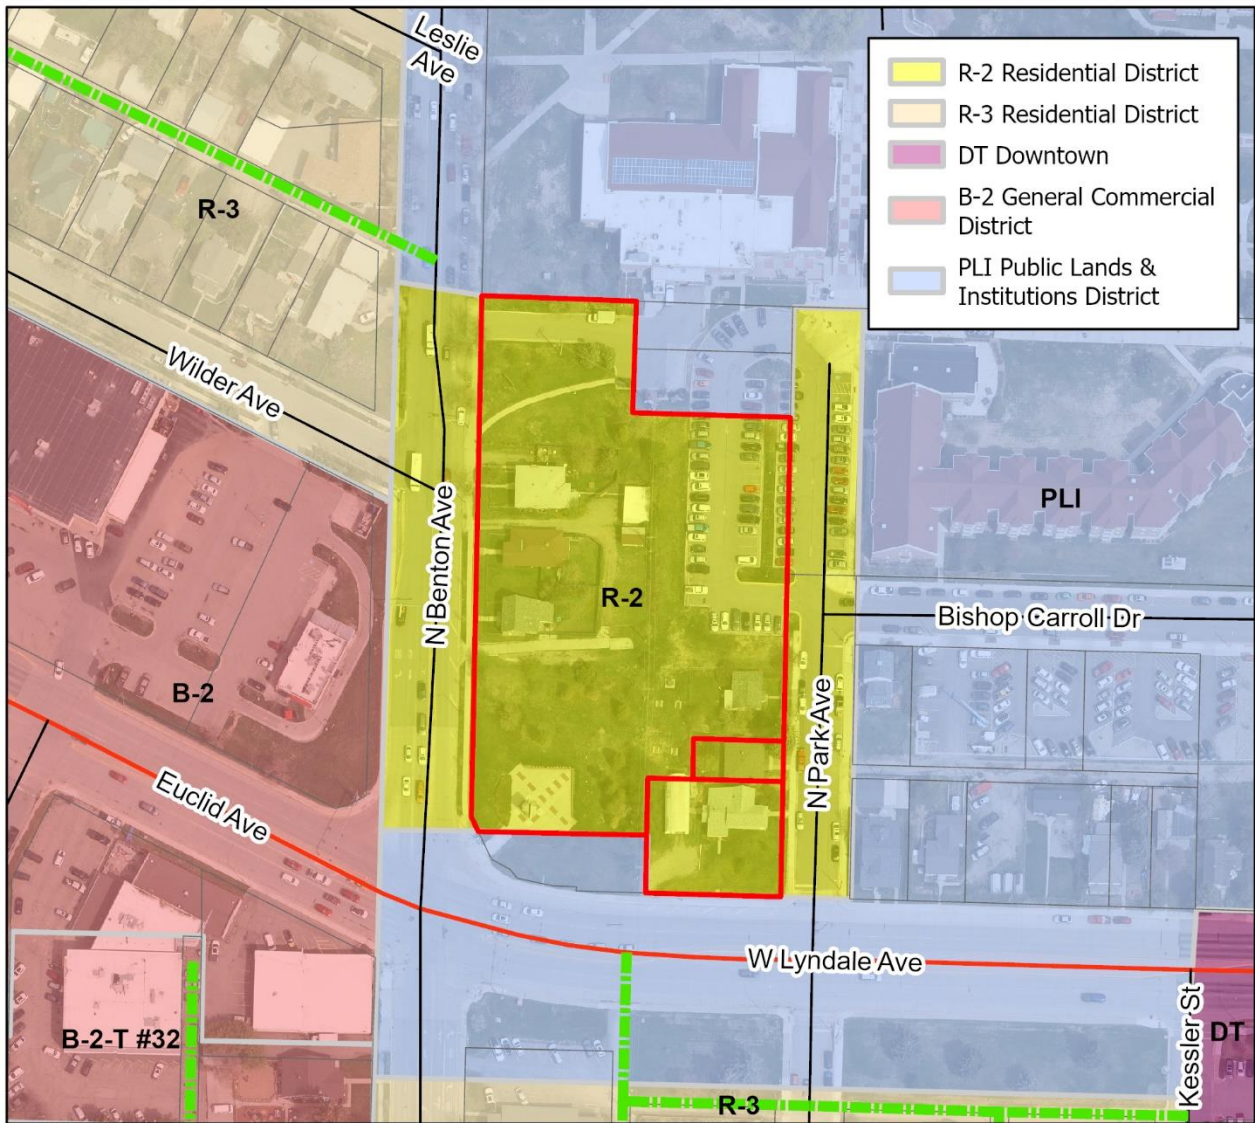 Leslie
Ave
R-2 Residential District
R-3 Residential District
DT Downtown
B-2 General Commercial
District
PLI Public Lands &
Institutions District
R-3
Wilder Ave
N Benton Ave
PLI
R-2
Bishop Carroll Dr
B-2
N Park Ave
Euclid Ave
W Lyndale Ave
B-2-T #32
Kessler St
DT
R-3